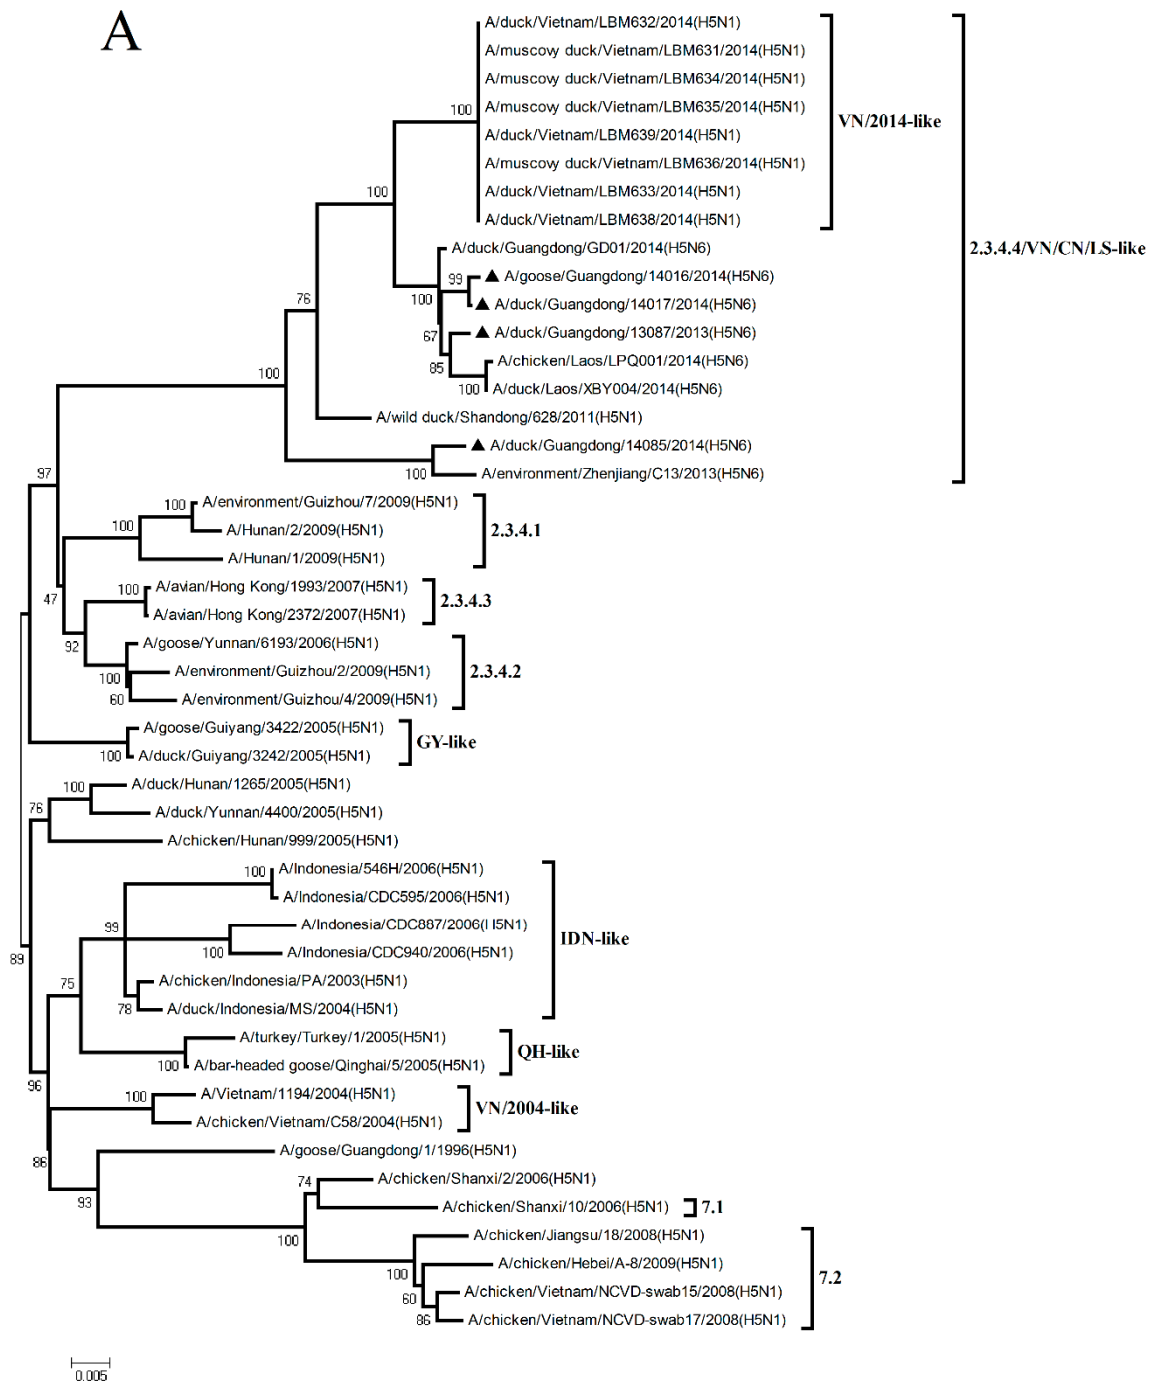 A
A/duck/Vietnam/LBM632/2014(H5N1)
A/muscovy duck/Vietnam/LBM631/2014(H5N1)
A/muscovy duck/Vietnam/LBM634/2014(H5N1)
A/muscovy duck/Vietnam/LBM635/2014(H5N1)
100
VN/2014-like
A/duck/Vietnam/LBM639/2014(H5N1)
A/muscovy duck/Vietnam/LBM636/2014(H5N1)
100
A/duck/Vietnam/LBM633/2014(H5N1)
A/duck/Vietnam/LBM638/2014(H5N1)
A/duck/Guangdong/GD01/2014(H5N6)
2.3.4.4/VN/CN/LS-like
99
▲ A/goose/Guangdong/14016/2014(H5N6)
76
100
▲ A/duck/Guangdong/14017/2014(H5N6)
67
▲ A/duck/Guangdong/13087/2013(H5N6)
A/chicken/Laos/LPQ001/2014(H5N6)
100
85
100
A/duck/Laos/XBY004/2014(H5N6)
A/wild duck/Shandong/628/2011(H5N1)
▲ A/duck/Guangdong/14085/2014(H5N6)
97
100
A/environment/Zhenjiang/C13/2013(H5N6)
100
A/environment/Guizhou/7/2009(H5N1)
100
A/Hunan/2/2009(H5N1)
2.3.4.1
A/Hunan/1/2009(H5N1)
100
A/avian/Hong Kong/1993/2007(H5N1)
47
2.3.4.3
A/avian/Hong Kong/2372/2007(H5N1)
92
A/goose/Yunnan/6193/2006(H5N1)
100
A/environment/Guizhou/2/2009(H5N1)
2.3.4.2
60
A/environment/Guizhou/4/2009(H5N1)
A/goose/Guiyang/3422/2005(H5N1)
GY-like
100
A/duck/Guiyang/3242/2005(H5N1)
100
A/duck/Hunan/1265/2005(H5N1)
76
A/duck/Yunnan/4400/2005(H5N1)
A/chicken/Hunan/999/2005(H5N1)
100
A/Indonesia/546H/2006(H5N1)
A/Indonesia/CDC595/2006(H5N1)
99
A/Indonesia/CDC887/2006(H5N1)
IDN-like
89
100
A/Indonesia/CDC940/2006(H5N1)
75
A/chicken/Indonesia/PA/2003(H5N1)
78
A/duck/Indonesia/MS/2004(H5N1)
A/turkey/Turkey/1/2005(H5N1)
QH-like
100
A/bar-headed goose/Qinghai/5/2005(H5N1)
96
100
A/Vietnam/1194/2004(H5N1)
VN/2004-like
A/chicken/Vietnam/C58/2004(H5N1)
A/goose/Guangdong/1/1996(H5N1)
86
74
A/chicken/Shanxi/2/2006(H5N1)
93
A/chicken/Shanxi/10/2006(H5N1)
7.1
100
A/chicken/Jiangsu/18/2008(H5N1)
100
A/chicken/Hebei/A-8/2009(H5N1)
7.2
60
A/chicken/Vietnam/NCVD-swab15/2008(H5N1)
86
A/chicken/Vietnam/NCVD-swab17/2008(H5N1)
0.005